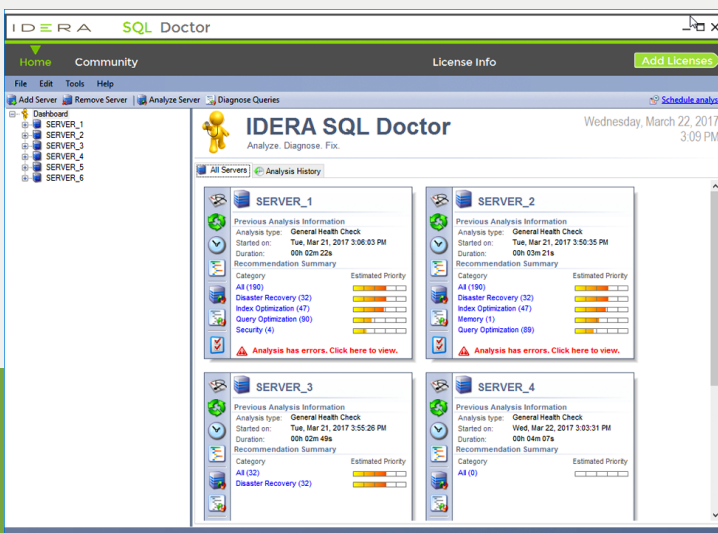 IDERA SQL Doctor
Home Community License Info Add Licenses
File Edit Tools Help
Add Server Remove Server Analyze Server Diagnose Queries Schedule analys
Dashboard
SERVER_1
SERVER_2
SERVER_3
SERVER_4
SERVER_5
SERVER_6
IDERA SQL Doctor
Analyze. Diagnose. Fix.
Wednesday, March 22, 2017
3:09 PM
All Servers Analysis History
SERVER_1
Previous Analysis Information
Analysis type: General Health Check
Started on: Tue, Mar 21, 2017 3:06:03 PM
Duration: 00h 02m 22s
Recommendation Summary
Category Estimated Priority
All (190)
Disaster Recovery (32)
Index Optimization (47)
Query Optimization (90)
Security (4)
Analysis has errors. Click here to view.
SERVER_2
Previous Analysis Information
Analysis type: General Health Check
Started on: Tue, Mar 21, 2017 3:50:35 PM
Duration: 00h 03m 21s
Recommendation Summary
Category Estimated Priority
All (190)
Disaster Recovery (32)
Index Optimization (47)
Memory (1)
Query Optimization (89)
Analysis has errors. Click here to view.
SERVER_3
Previous Analysis Information
Analysis type: General Health Check
Started on: Tue, Mar 21, 2017 3:55:26 PM
Duration: 00h 02m 49s
Recommendation Summary
Category Estimated Priority
All (32)
Disaster Recovery (32)
SERVER_4
Previous Analysis Information
Analysis type: General Health Check
Started on: Wed, Mar 22, 2017 3:03:31 PM
Duration: 00h 04m 07s
Recommendation Summary
Category Estimated Priority
All (0)